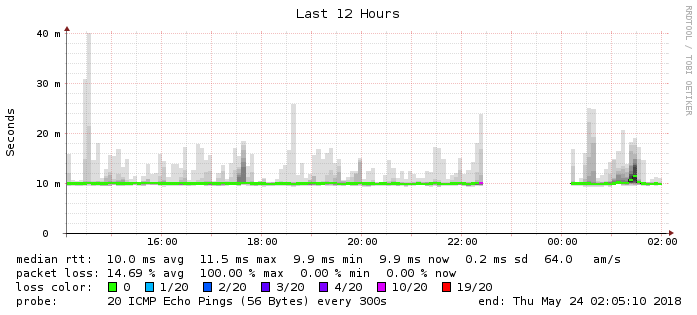 Last 12 Hours
RRDTOOL / TOBI OETIKER
Seconds
40 m
30 m
20 m
10 m
0
16:00 18:00 20:00 22:00 00:00 02:00
median rtt: 10.0 ms avg 11.5 ms max 9.9 ms min 9.9 ms now 0.2 ms sd 64.0 am/s
packet loss: 14.69 % avg 100.00 % max 0.00 % min 0.00 % now
loss color: 0 1/20 2/20 3/20 4/20 10/20 19/20
probe: 20 ICMP Echo Pings (56 Bytes) every 300s end: Thu May 24 02:05:10 2018